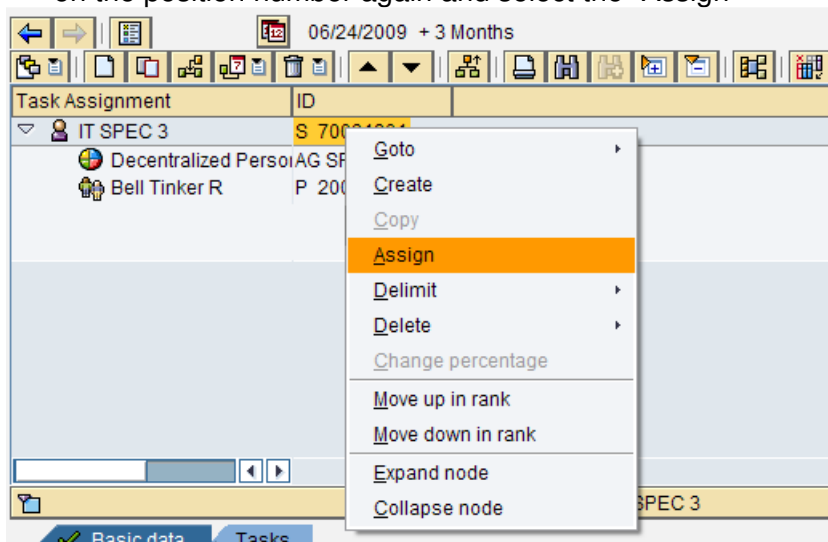 on the position number again and select the "Assign"
06/24/2009 + 3 Months
Task Assignment ID
IT SPEC 3 S
Decentralized Perso AG
Bell Tinker R P 200
Goto
Create
Copy
Assign
Delimit
Delete
Change percentage
Move up in rank
Move down in rank
Expand node
Collapse node
SPEC 3
Basic data Tasks